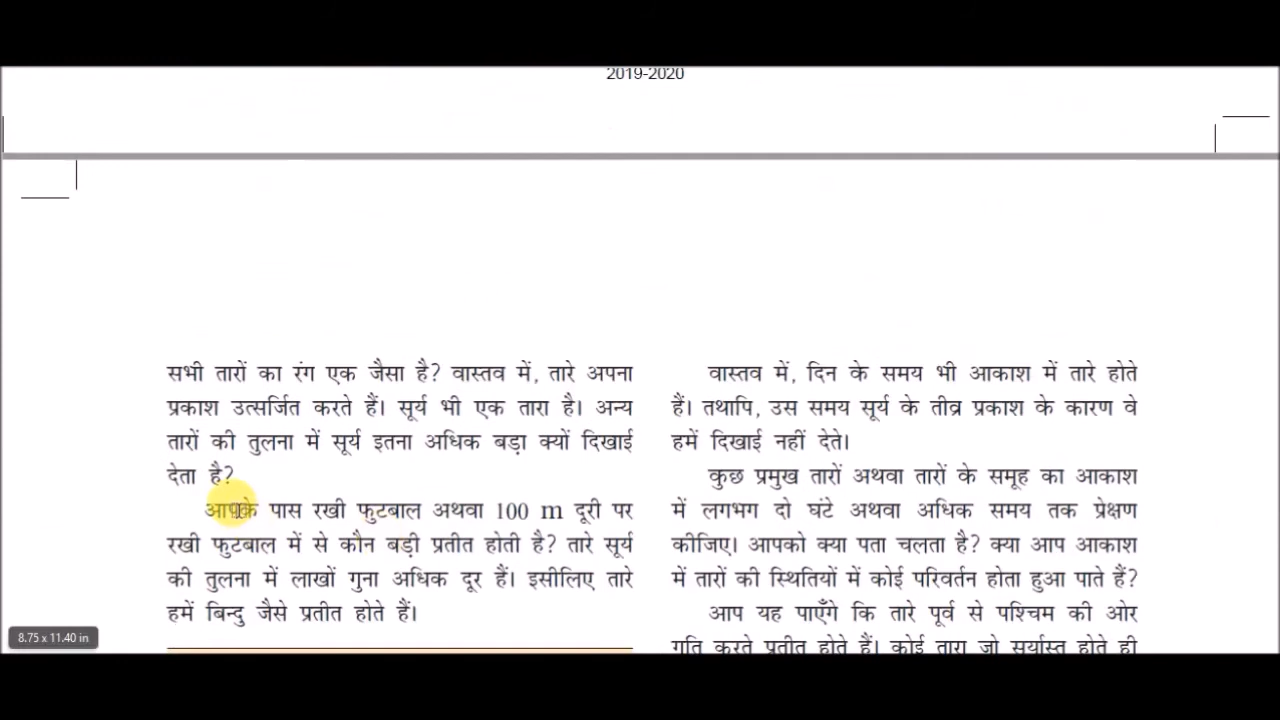 2019-2020
सभी तारों का रंग एक जैसा है? वास्तव में, तारे अपना
प्रकाश उत्सर्जित करते हैं। सूर्य भी एक तारा है। अन्य
तारों की तुलना में सूर्य इतना अधिक बड़ा क्यों दिखाई
देता है?
आपके पास रखी फुटबाल अथवा 100 m दूरी पर
रखी फुटबाल में से कौन बड़ी प्रतीत होती है? तारे सूर्य
की तुलना में लाखों गुना अधिक दूर हैं। इसीलिए तारे
हमें बिन्दु जैसे प्रतीत होते हैं।
वास्तव में, दिन के समय भी आकाश में तारे होते
हैं। तथापि, उस समय सूर्य के तीव्र प्रकाश के कारण वे
हमें दिखाई नहीं देते।
कुछ प्रमुख तारों अथवा तारों के समूह का आकाश
में लगभग दो घंटे अथवा अधिक समय तक प्रेक्षण
कीजिए। आपको क्या पता चलता है? क्या आप आकाश
में तारों की स्थितियों में कोई परिवर्तन होता हुआ पाते हैं?
आप यह पाएँगे कि तारे पूर्व से पश्चिम की ओर
गति करते प्रतीत होते हैं। कोई तारा जो सूर्यास्त होते ही
8.75 x 11.40 in